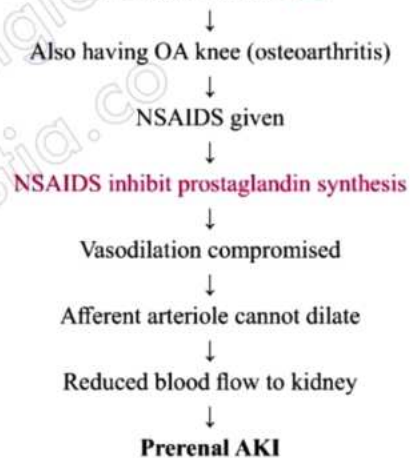 ↓
Also having OA knee (osteoarthritis)
↓
NSAIDS given
↓
NSAIDS inhibit prostaglandin synthesis
↓
Vasodilation compromised
↓
Afferent arteriole cannot dilate
↓
Reduced blood flow to kidney
↓
Prerenal AKI